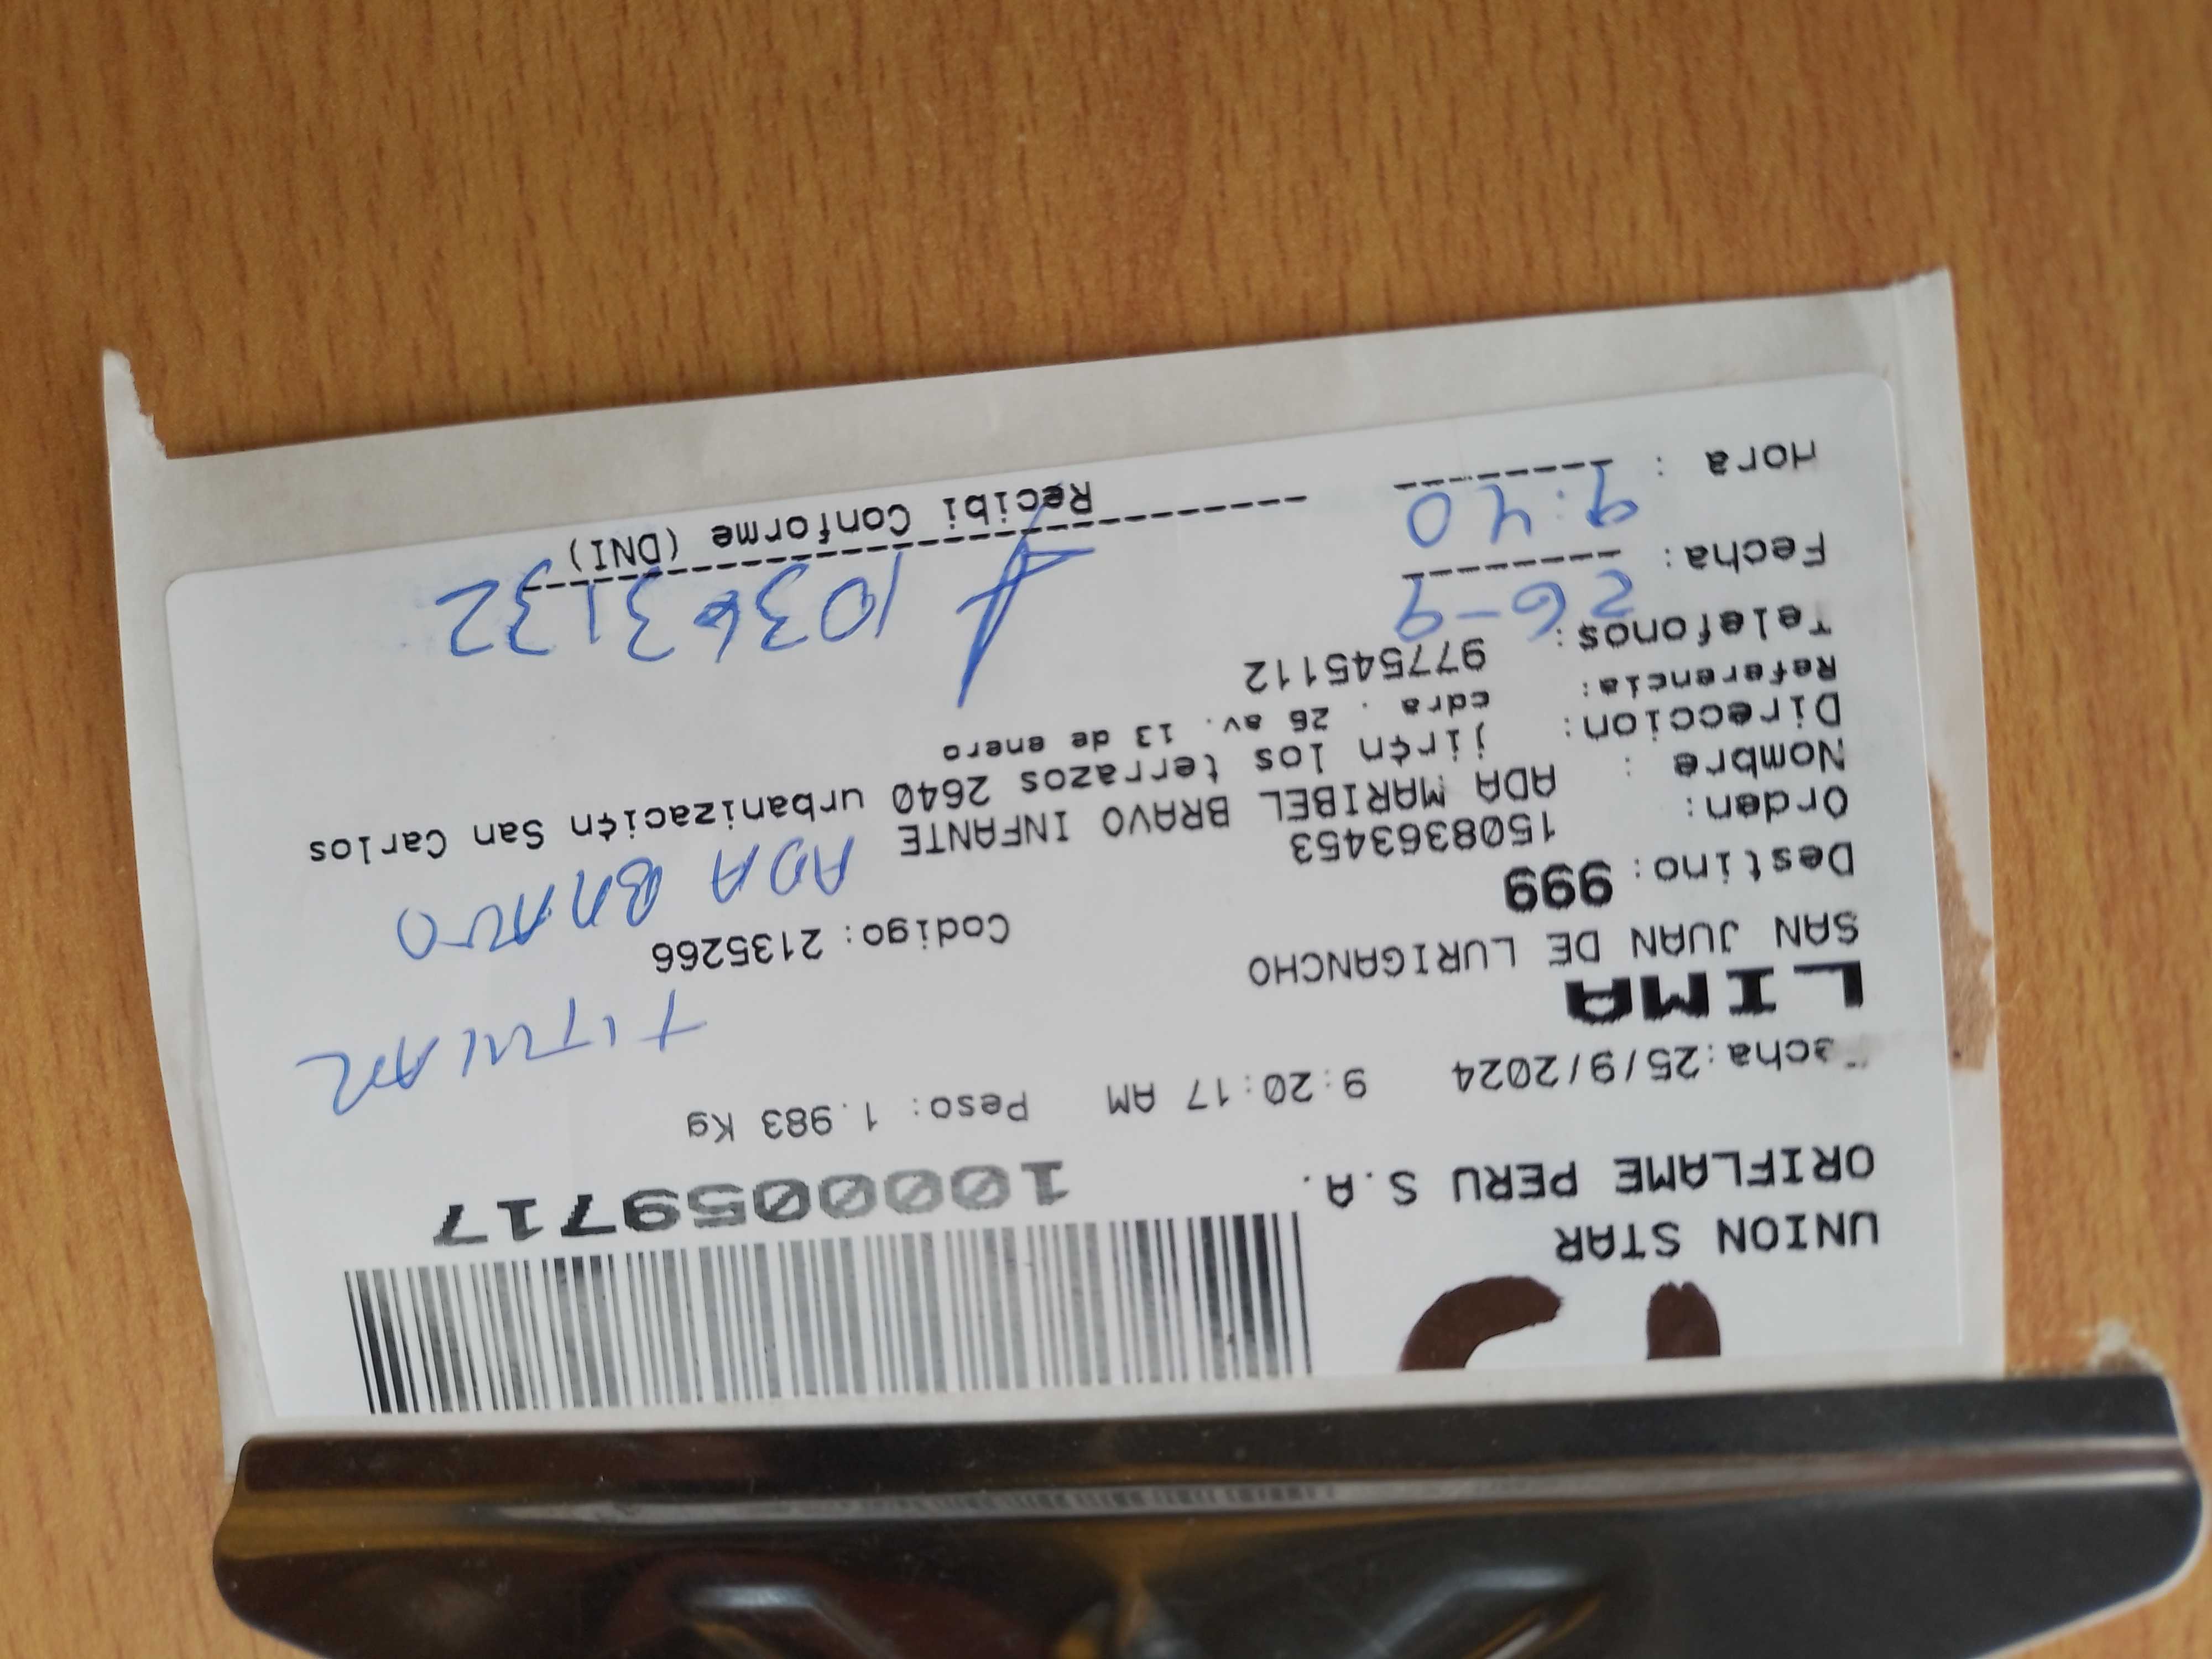 1000059717
UNION STAR
ORIFLAME PERU S.A.
Fecha:25/9/2024 9:20:17 AM Peso: 1.983 Kg
LIMA
TITULAR
SAN JUAN DE LURIGANCHO
Destino: 999 Codigo: 2135266
Orden: 1508363453
ADA BRAVO
Nombre : ADA MARIBEL BRAVO INFANTE
Direccion: jir¢n los terrazos 2640 urbanizaci¢n San Carlos
Referencia: cdra . 26 av. 13 de enero
Telefonos: 977545112
Fecha: 26-9
10363132
Hora : 9:40
Recibi Conforme (DNI)